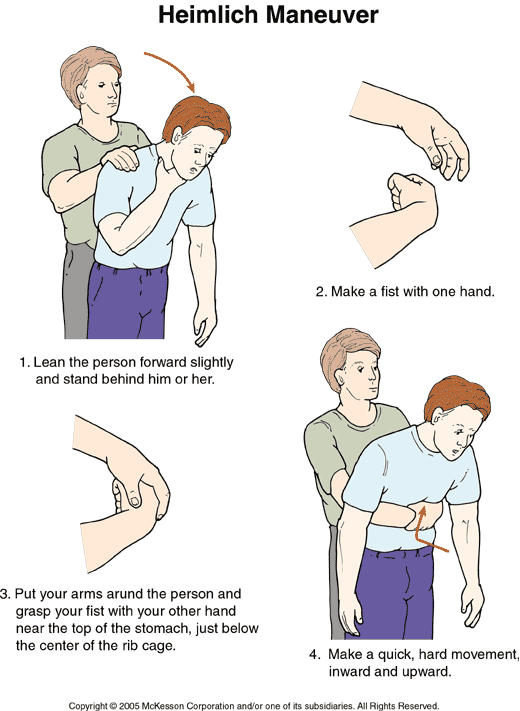 Heimlich Maneuver
1. Lean the person forward slightly
and stand behind him or her.
2. Make a fist with one hand.
3. Put your arms arund the person and
grasp your fist with your other hand
near the top of the stomach, just below
the center of the rib cage.
4. Make a quick, hard movement,
inward and upward.
Copyright © 2005 McKesson Corporation and/or one of its subsidiaries. All Rights Reserved.